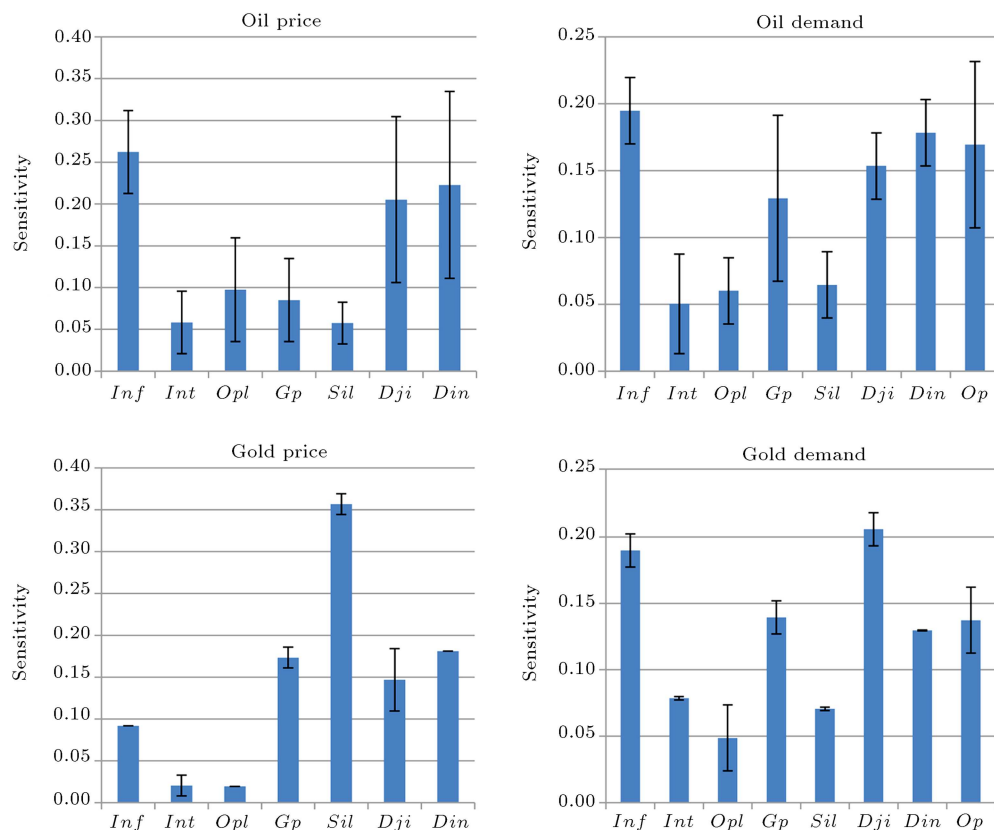 Oil price
Sensitivity
0.40
0.35
0.30
0.25
0.20
0.15
0.10
0.05
0.00
Inf Int Opl Gp Sil Dji Din
Oil demand
Sensitivity
0.25
0.20
0.15
0.10
0.05
0.00
Inf Int Opl Gp Sil Dji Din Op
Gold price
Sensitivity
0.40
0.35
0.30
0.25
0.20
0.15
0.10
0.05
0.00
Inf Int Opl Gp Sil Dji Din
Gold demand
Sensitivity
0.25
0.20
0.15
0.10
0.05
0.00
Inf Int Opl Gp Sil Dji Din Op